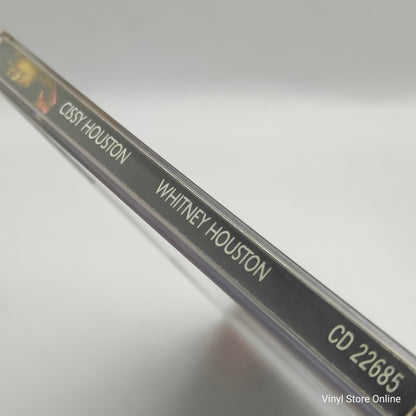 CISSY HOUSTON
WHITNEY HOUSTON
CD 22685
Vinyl Store Online